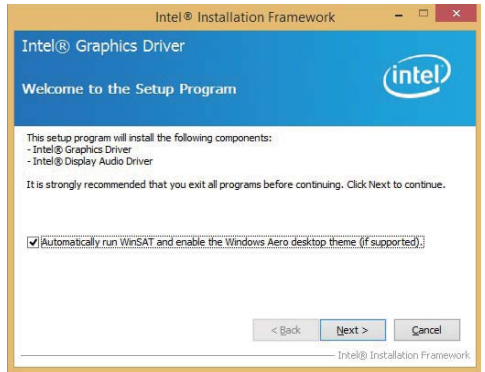 Intel® Installation Framework
Intel® Graphics Driver
Welcome to the Setup Program
intel
This setup program will install the following components:
- Intel® Graphics Driver
- Intel® Display Audio Driver
It is strongly recommended that you exit all programs before continuing. Click Next to continue.
Automatically run WinSAT and enable the Windows Aero desktop theme (if supported).
< Back Next > Cancel
Intel® Installation Framework